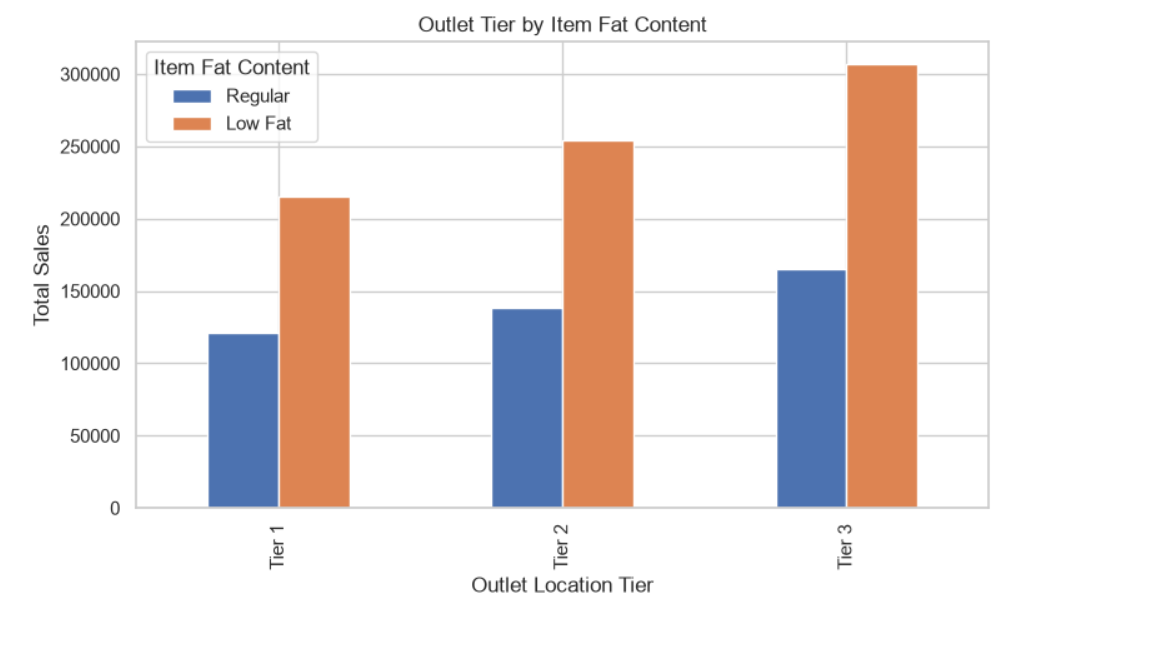 Outlet Tier by Item Fat Content
Item Fat Content
Regular
Low Fat
300000
250000
200000
150000
100000
50000
0
Total Sales
Tier 1
Tier 2
Tier 3
Outlet Location Tier